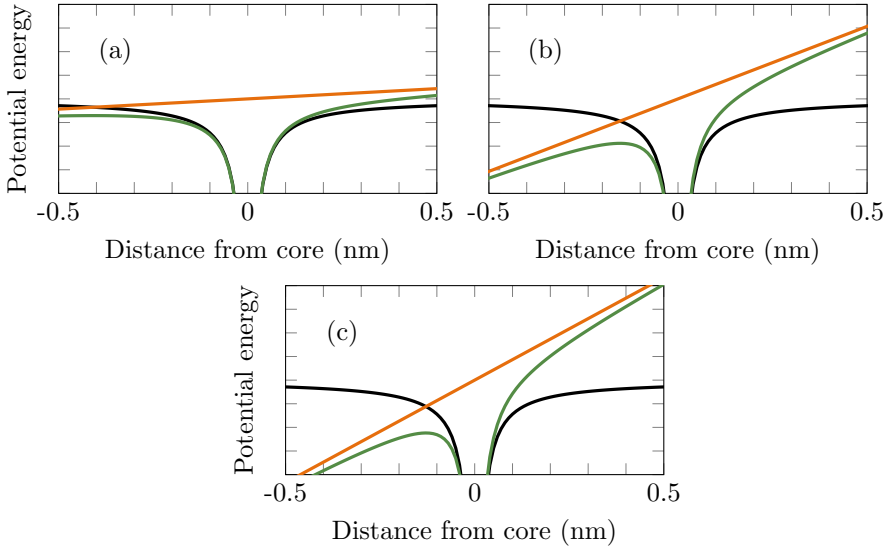 Potential energy
(a)
-0.5 0 0.5
Distance from core (nm)
(b)
-0.5 0 0.5
Distance from core (nm)
Potential energy
(c)
-0.5 0 0.5
Distance from core (nm)